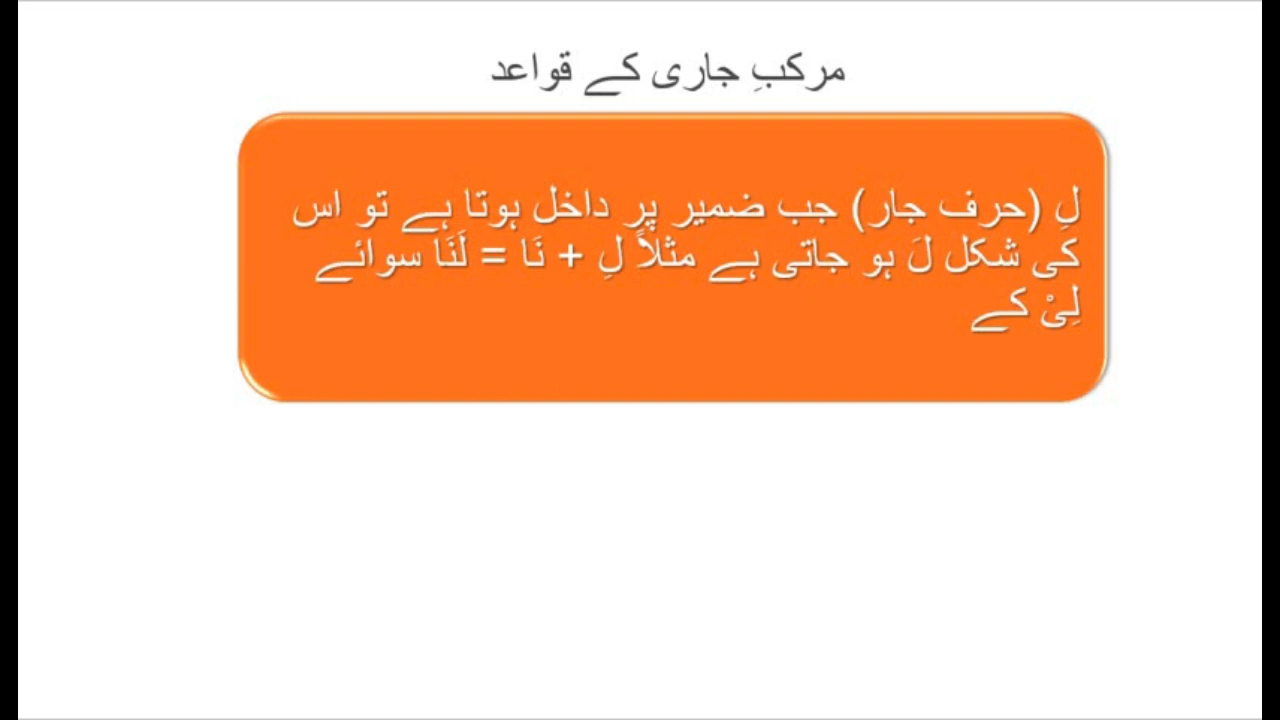 مرکبِ جاری کے قواعد
لِ (حرف جار) جب ضمیر پر داخل ہوتا ہے تو اس
کی شکل لَ ہو جاتی ہے مثلاً لِ + نَا = لَنَا سوائے
لِیْ کے